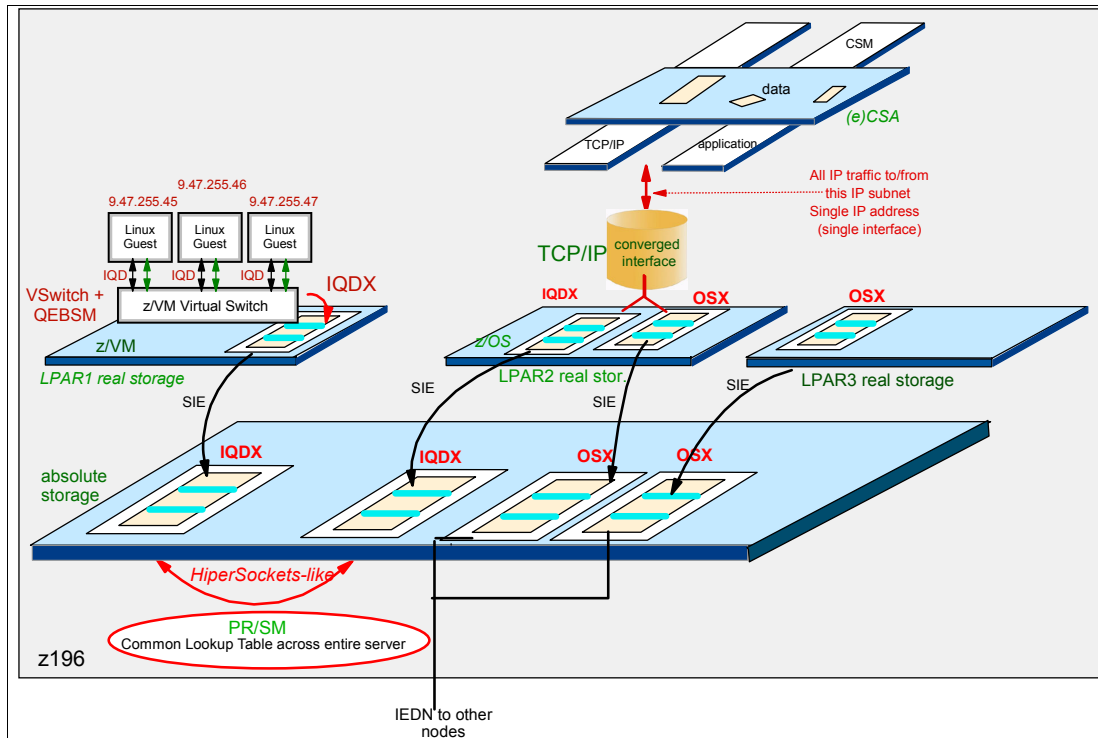 CSM
data
(e)CSA
TCP/IP
application
All IP traffic to/from
this IP subnet
Single IP address
(single interface)
9.47.255.46
9.47.255.45
9.47.255.47
Linux
Guest
Linux
Guest
Linux
Guest
IQD
IQD
IQD
VSwitch +
QEBSM
z/VM Virtual Switch
IQDX
z/VM
LPAR1 real storage
TCP/IP
converged
interface
IQDX
OSX
OSX
z/OS
LPAR2 real stor.
LPAR3 real storage
SIE
SIE
SIE
SIE
absolute
storage
IQDX
IQDX
OSX
OSX
HiperSockets-like
PR/SM
Common Lookup Table across entire server
z196
IEDN to other
nodes